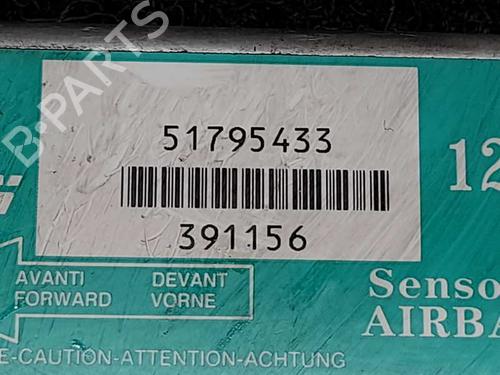 B-PARTS
51795433
12
391156
AVANTI DEVANT
FORWARD VORNE
Senso
AIRBA
E-CAUTION-ATTENTION-ACHTUNG